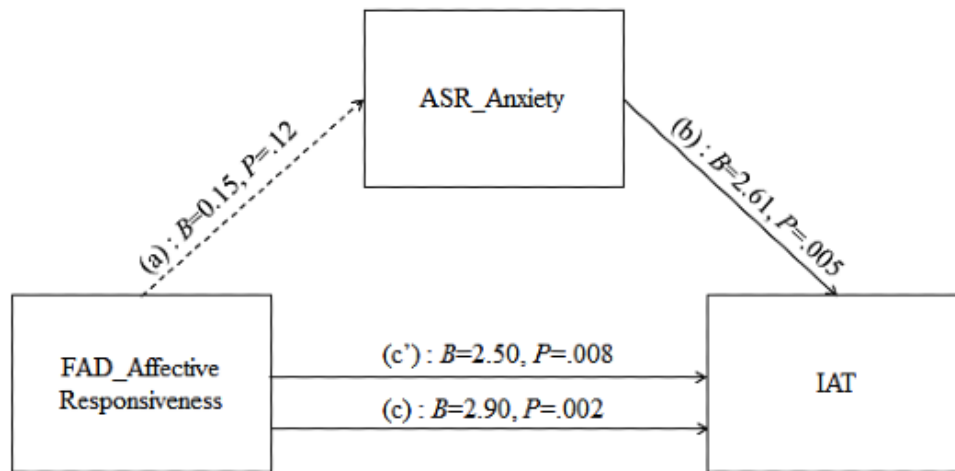 ASR_Anxiety
(a) : B=0.15, P=.12
(b) : B=2.61, P=.005
FAD_Affective
Responsiveness
(c’) : B=2.50, P=.008
(c) : B=2.90, P=.002
IAT